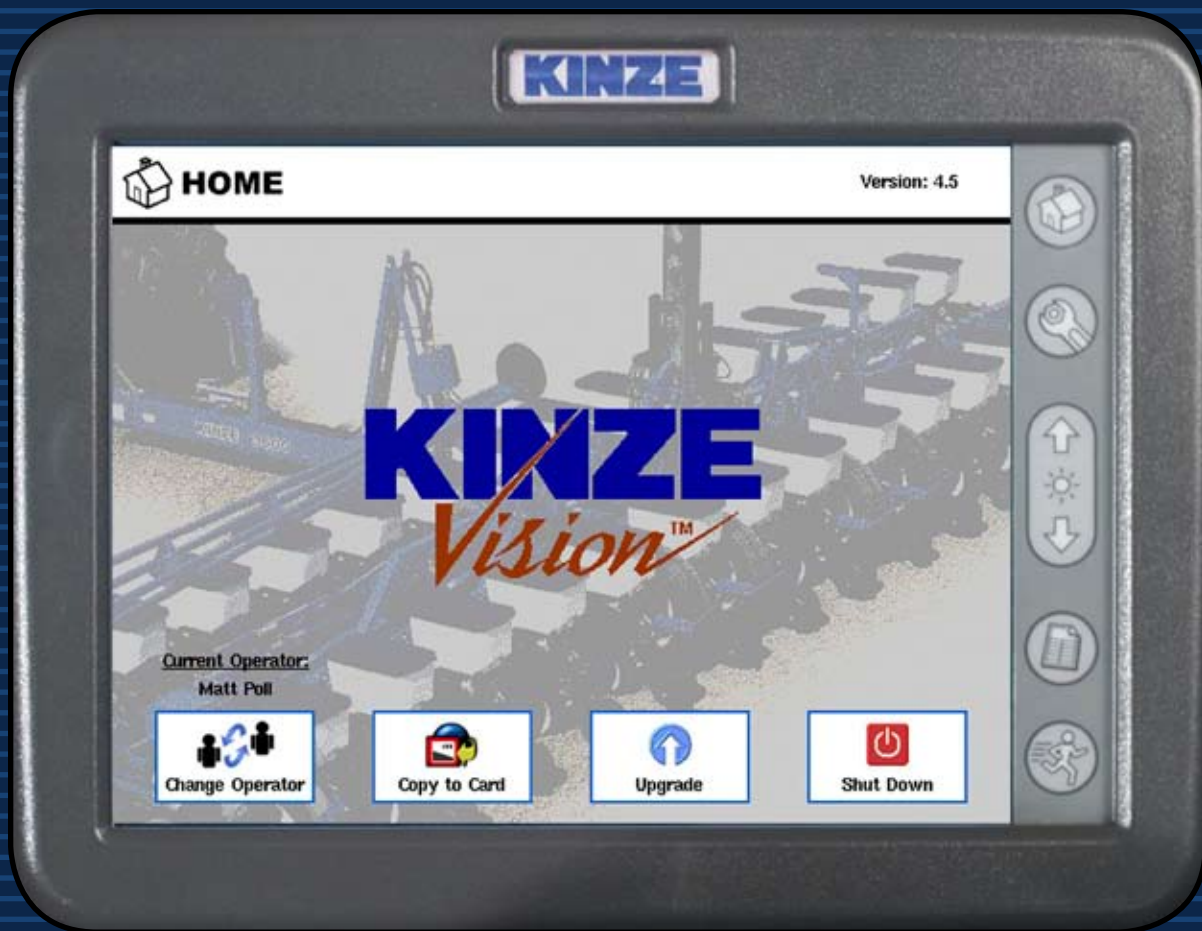 KINZE
HOME
Version: 4.5
KINZE
Vision™
Current Operator:
Matt Poll
Change Operator
Copy to Card
Upgrade
Shut Down